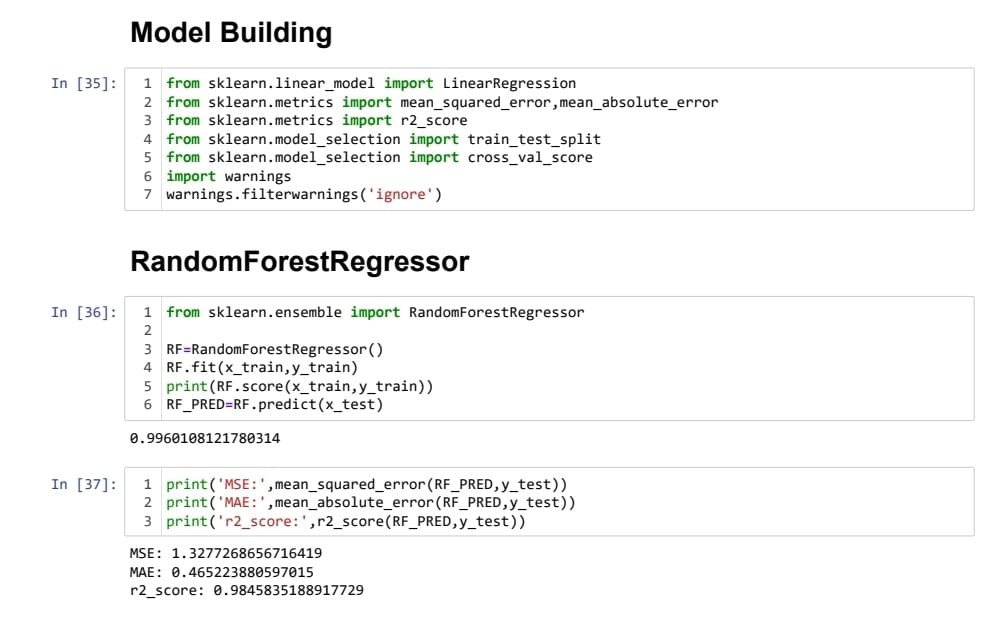 Model Building
In [35]:
1 from sklearn.linear_model import LinearRegression
2 from sklearn.metrics import mean_squared_error,mean_absolute_error
3 from sklearn.metrics import r2_score
4 from sklearn.model_selection import train_test_split
5 from sklearn.model_selection import cross_val_score
6 import warnings
7 warnings.filterwarnings('ignore')
RandomForestRegressor
In [36]:
1 from sklearn.ensemble import RandomForestRegressor
2
3 RF=RandomForestRegressor()
4 RF.fit(x_train,y_train)
5 print(RF.score(x_train,y_train))
6 RF_PRED=RF.predict(x_test)
0.9960108121780314
In [37]:
1 print('MSE:',mean_squared_error(RF_PRED,y_test))
2 print('MAE:',mean_absolute_error(RF_PRED,y_test))
3 print('r2_score:',r2_score(RF_PRED,y_test))
MSE: 1.3277268656716419
MAE: 0.465223880597015
r2_score: 0.9845835188917729